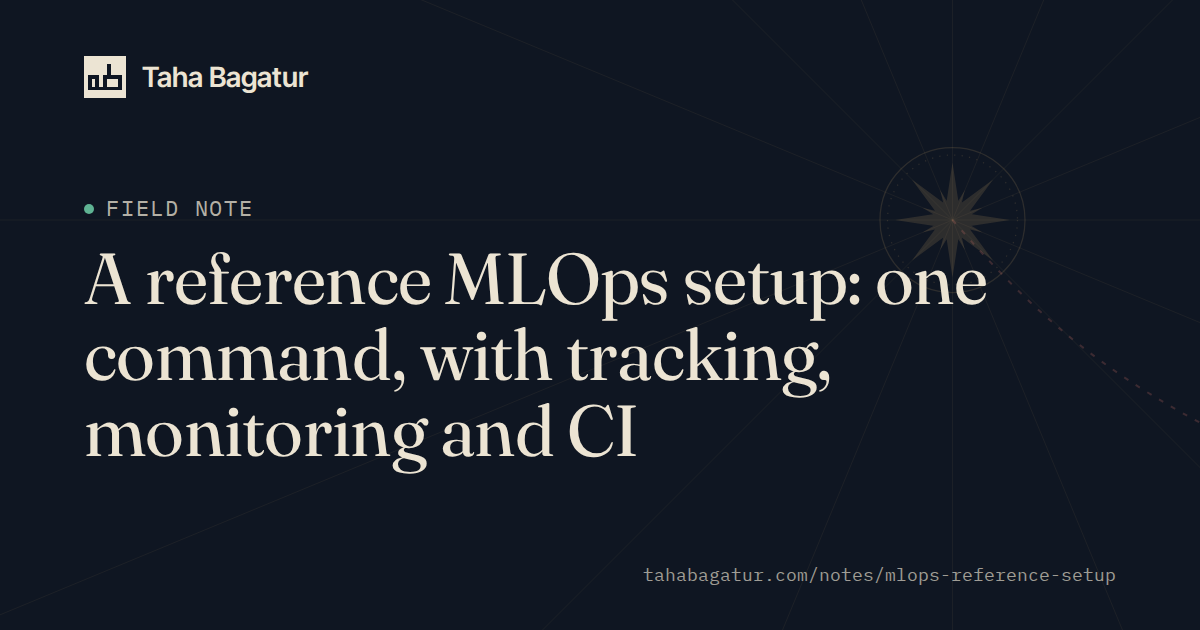 Taha Bagatur
FIELD NOTE
A reference MLOps setup: one
command, with tracking,
monitoring and CI
tahabagatur.com/notes/mlops-reference-setup